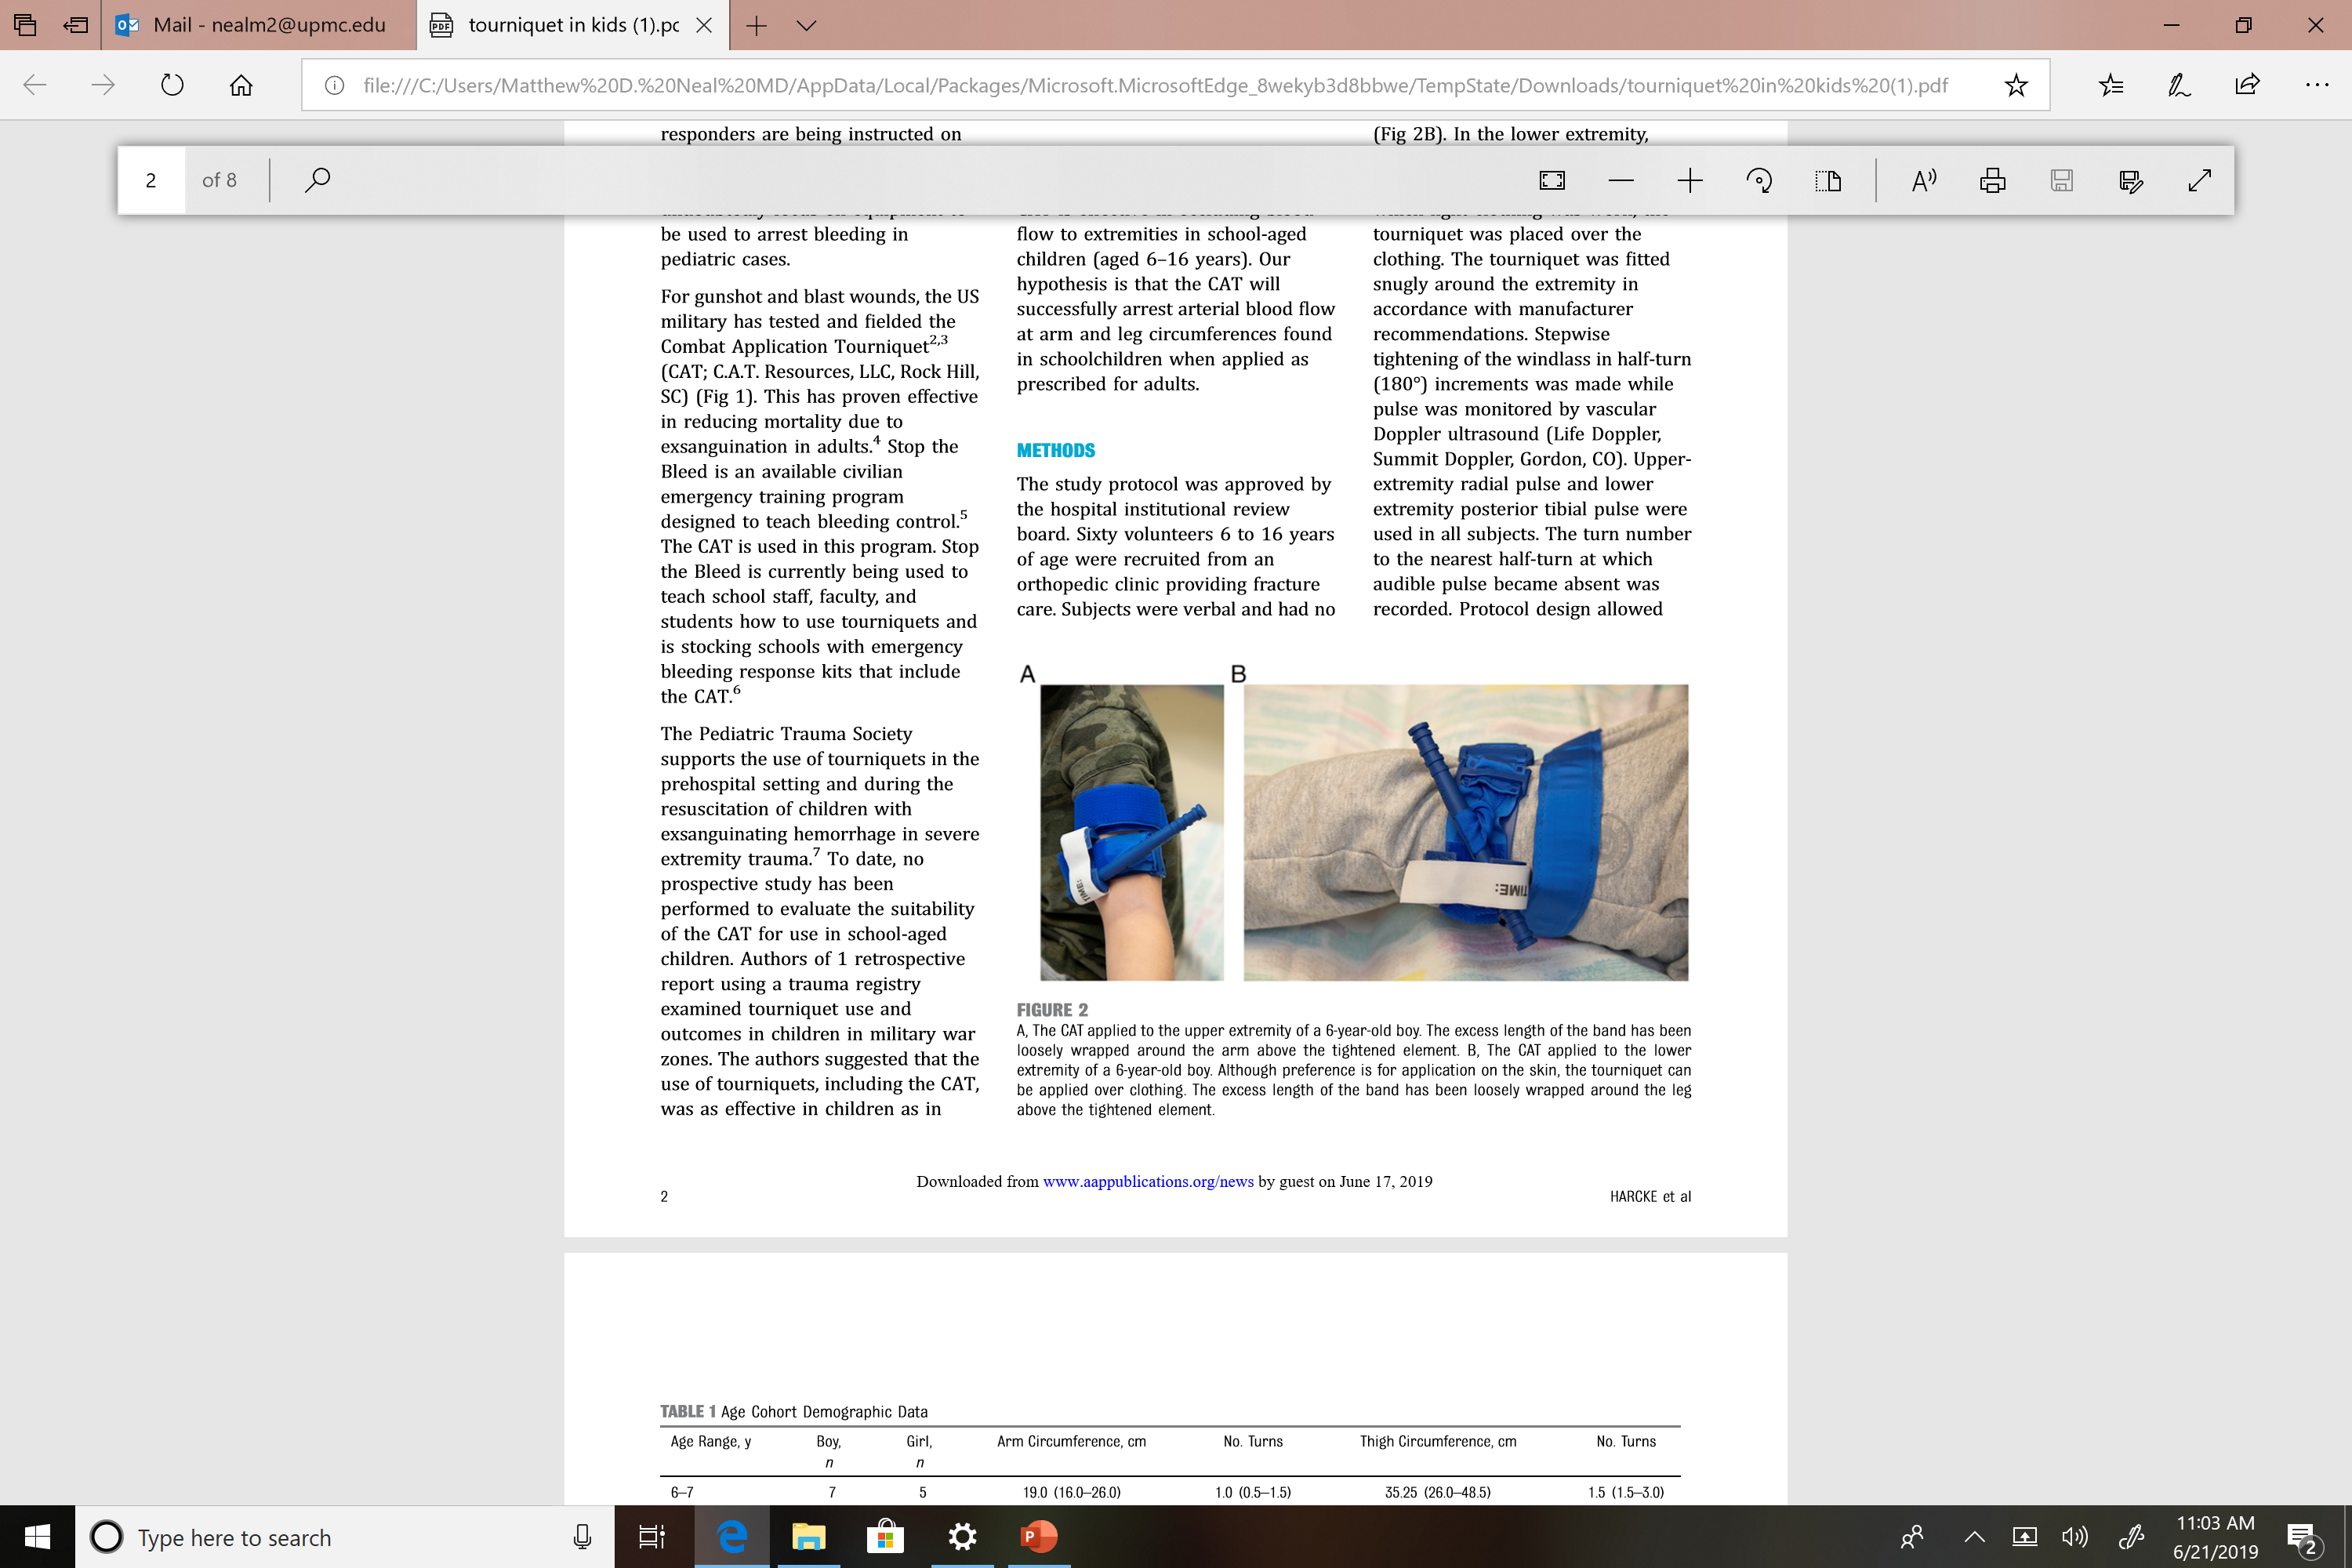 Mail - nealm2@upmc.edu
PDF
tourniquet in kids (1).pc
file:///C:/Users/Matthew%20D.%20Neal%20MD/AppData/Local/Packages/Microsoft.MicrosoftEdge_8wekyb3d8bbwe/TempState/Downloads/tourniquet%20in%20kids%20(1).pdf
2 of 8
responders are being instructed on
be used to arrest bleeding in
pediatric cases.
For gunshot and blast wounds, the US
military has tested and fielded the
Combat Application Tourniquet2,3
(CAT; C.A.T. Resources, LLC, Rock Hill,
SC) (Fig 1). This has proven effective
in reducing mortality due to
exsanguination in adults.4 Stop the
Bleed is an available civilian
emergency training program
designed to teach bleeding control.5
The CAT is used in this program. Stop
the Bleed is currently being used to
teach school staff, faculty, and
students how to use tourniquets and
is stocking schools with emergency
bleeding response kits that include
the CAT.6
The Pediatric Trauma Society
supports the use of tourniquets in the
prehospital setting and during the
resuscitation of children with
exsanguinating hemorrhage in severe
extremity trauma.7 To date, no
prospective study has been
performed to evaluate the suitability
of the CAT for use in school-aged
children. Authors of 1 retrospective
report using a trauma registry
examined tourniquet use and
outcomes in children in military war
zones. The authors suggested that the
use of tourniquets, including the CAT,
was as effective in children as in
flow to extremities in school-aged
children (aged 6–16 years). Our
hypothesis is that the CAT will
successfully arrest arterial blood flow
at arm and leg circumferences found
in schoolchildren when applied as
prescribed for adults.
METHODS
The study protocol was approved by
the hospital institutional review
board. Sixty volunteers 6 to 16 years
of age were recruited from an
orthopedic clinic providing fracture
care. Subjects were verbal and had no
(Fig 2B). In the lower extremity,
tourniquet was placed over the
clothing. The tourniquet was fitted
snugly around the extremity in
accordance with manufacturer
recommendations. Stepwise
tightening of the windlass in half-turn
(180°) increments was made while
pulse was monitored by vascular
Doppler ultrasound (Life Doppler,
Summit Doppler, Gordon, CO). Upper-
extremity radial pulse and lower
extremity posterior tibial pulse were
used in all subjects. The turn number
to the nearest half-turn at which
audible pulse became absent was
recorded. Protocol design allowed
A
B
TIME:
TIME:
FIGURE 2
A, The CAT applied to the upper extremity of a 6-year-old boy. The excess length of the band has been
loosely wrapped around the arm above the tightened element. B, The CAT applied to the lower
extremity of a 6-year-old boy. Although preference is for application on the skin, the tourniquet can
be applied over clothing. The excess length of the band has been loosely wrapped around the leg
above the tightened element.
Downloaded from www.aappublications.org/news by guest on June 17, 2019
2
HARCKE et al
TABLE 1 Age Cohort Demographic Data
Age Range, y Boy, n Girl, n Arm Circumference, cm No. Turns Thigh Circumference, cm No. Turns
6–7 7 5 19.0 (16.0–26.0) 1.0 (0.5–1.5) 35.25 (26.0–48.5) 1.5 (1.5–3.0)
Type here to search
11:03 AM
6/21/2019
2